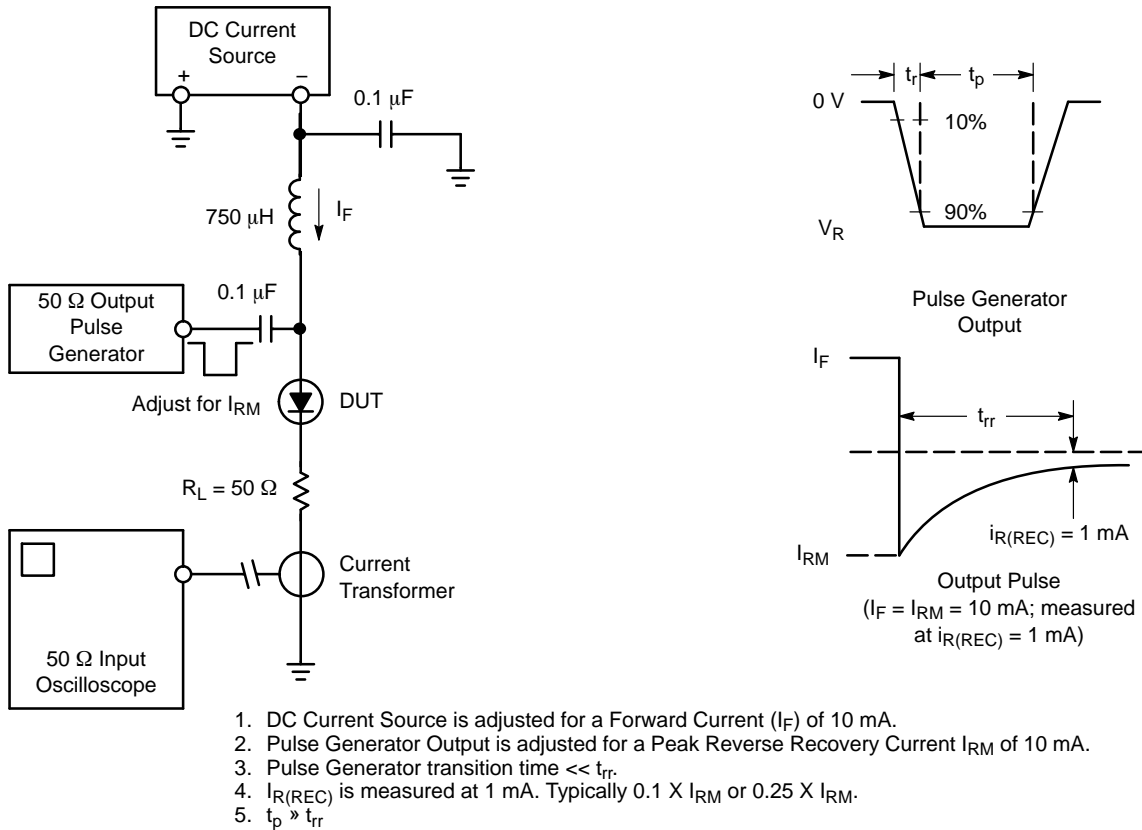 DC Current
Source
+ −
0.1 μF
750 μH
I_F
50 Ω Output
Pulse
Generator
0.1 μF
Adjust for I_RM
DUT
R_L = 50 Ω
Current
Transformer
50 Ω Input
Oscilloscope
t_r t_p
0 V
10%
90%
V_R
Pulse Generator
Output
I_F
t_rr
i_R(REC) = 1 mA
I_RM
Output Pulse
(I_F = I_RM = 10 mA; measured
at i_R(REC) = 1 mA)
1. DC Current Source is adjusted for a Forward Current (I_F) of 10 mA.
2. Pulse Generator Output is adjusted for a Peak Reverse Recovery Current I_RM of 10 mA.
3. Pulse Generator transition time << t_rr.
4. I_R(REC) is measured at 1 mA. Typically 0.1 X I_RM or 0.25 X I_RM.
5. t_p » t_rr